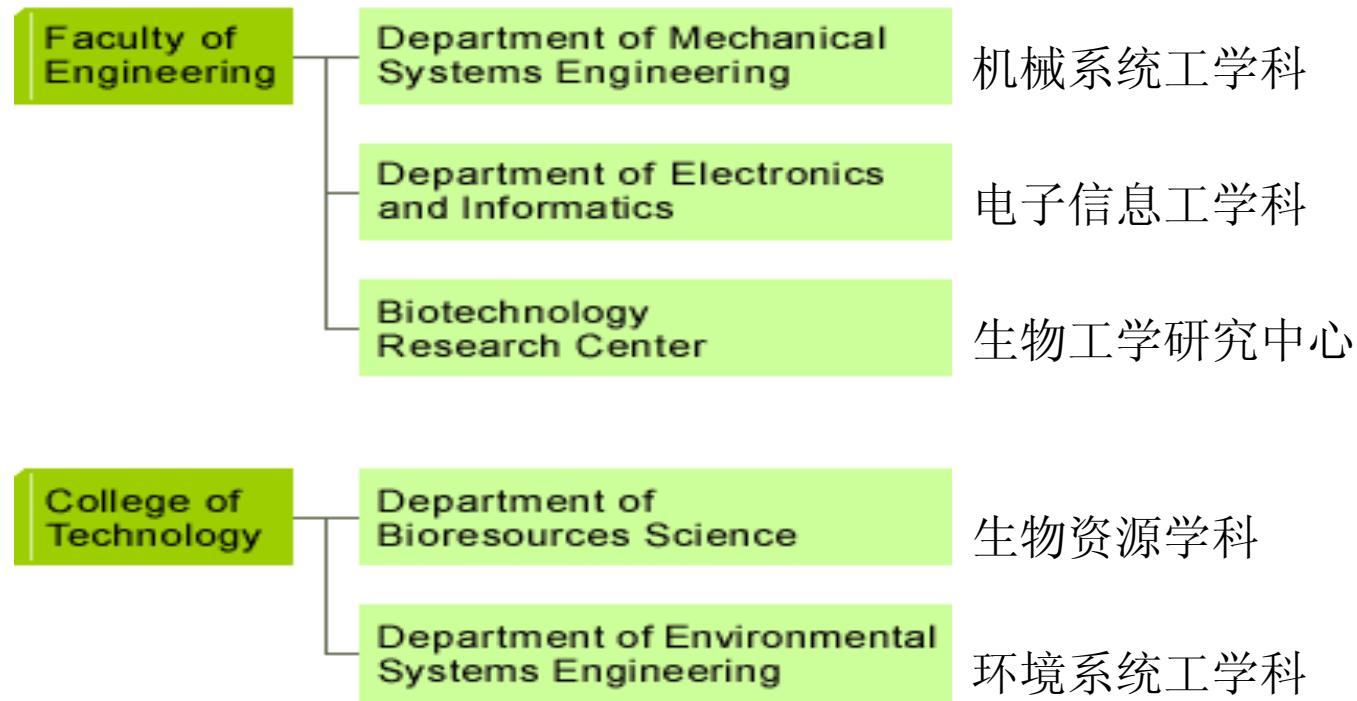 Faculty of
Engineering
Department of Mechanical
Systems Engineering
机械系统工学科
Department of Electronics
and Informatics
电子信息工学科
Biotechnology
Research Center
生物工学研究中心
College of
Technology
Department of
Bioresources Science
生物资源学科
Department of Environmental
Systems Engineering
环境系统工学科